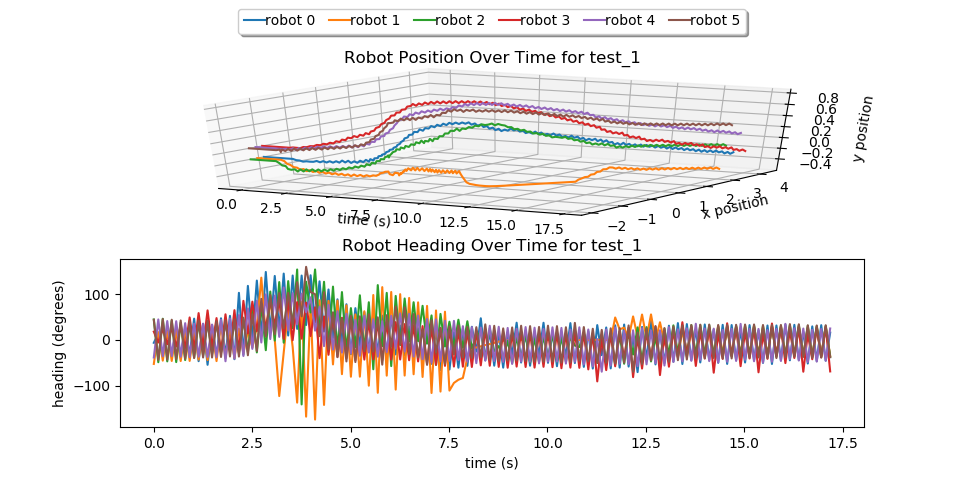 robot 0 robot 1 robot 2 robot 3 robot 4 robot 5
Robot Position Over Time for test_1
0.8
0.6
0.4
0.2
0.0
−0.2
−0.4
y position
0.0 2.5 5.0 7.5 10.0 12.5 15.0 17.5
time (s)
−2 −1 0 1 2 3 4
x position
Robot Heading Over Time for test_1
100
0
−100
heading (degrees)
0.0 2.5 5.0 7.5 10.0 12.5 15.0 17.5
time (s)